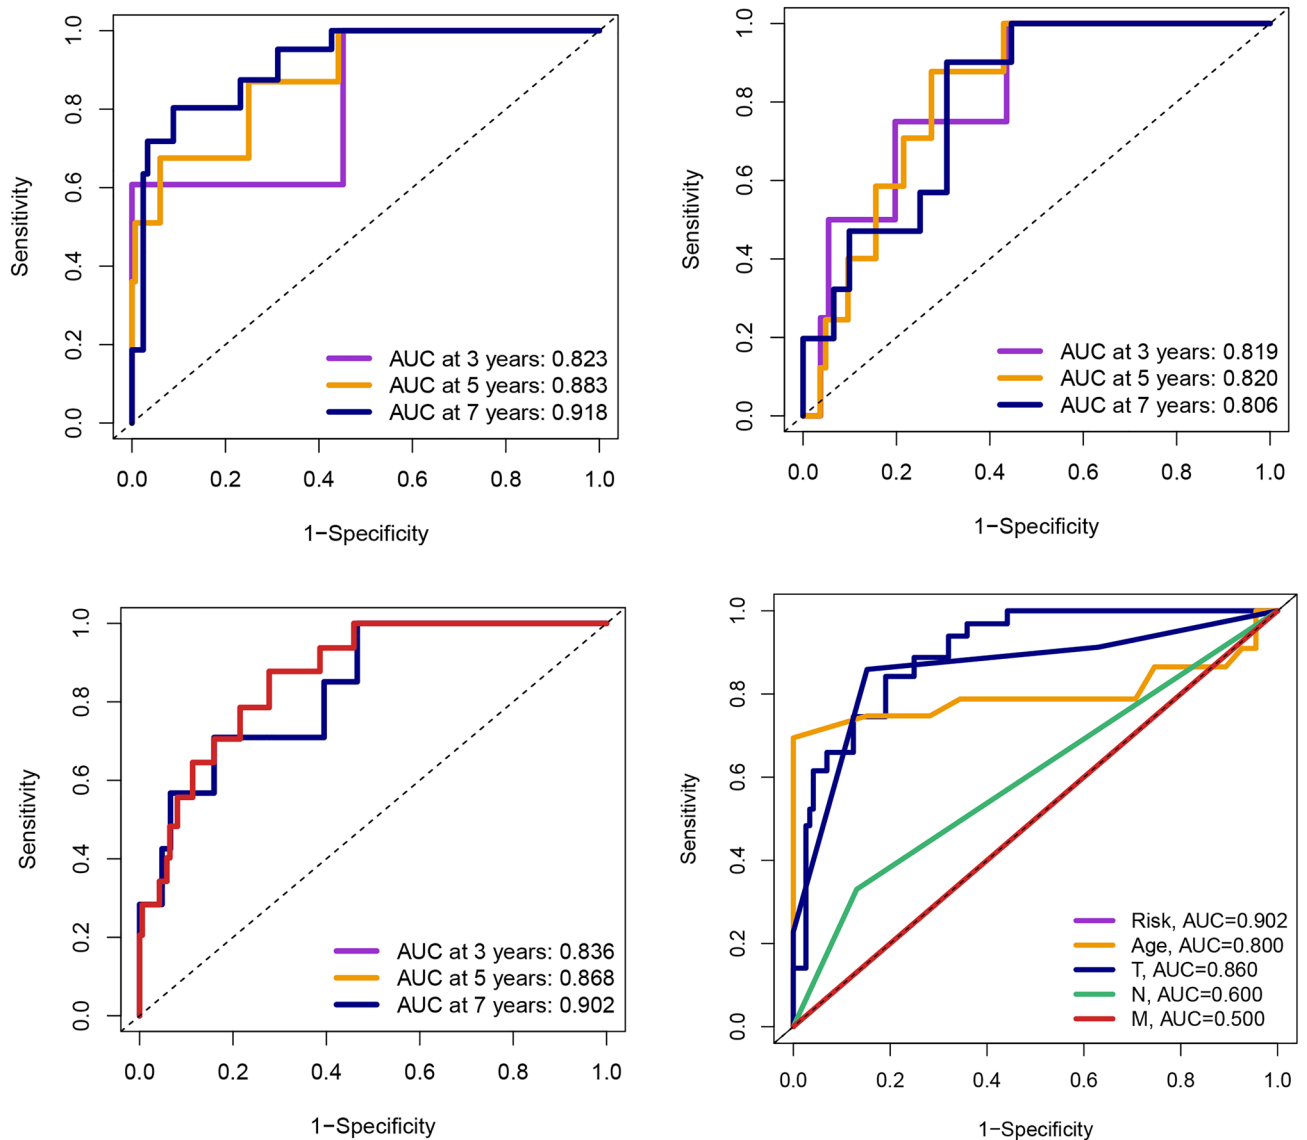 Sensitivity
1.0
0.8
0.6
0.4
0.2
0.0
AUC at 3 years: 0.823
AUC at 5 years: 0.883
AUC at 7 years: 0.918
0.0 0.2 0.4 0.6 0.8 1.0
1−Specificity
Sensitivity
1.0
0.8
0.6
0.4
0.2
0.0
AUC at 3 years: 0.819
AUC at 5 years: 0.820
AUC at 7 years: 0.806
0.0 0.2 0.4 0.6 0.8 1.0
1−Specificity
Sensitivity
1.0
0.8
0.6
0.4
0.2
0.0
AUC at 3 years: 0.836
AUC at 5 years: 0.868
AUC at 7 years: 0.902
0.0 0.2 0.4 0.6 0.8 1.0
1−Specificity
Sensitivity
1.0
0.8
0.6
0.4
0.2
0.0
Risk, AUC=0.902
Age, AUC=0.800
T, AUC=0.860
N, AUC=0.600
M, AUC=0.500
0.0 0.2 0.4 0.6 0.8 1.0
1−Specificity